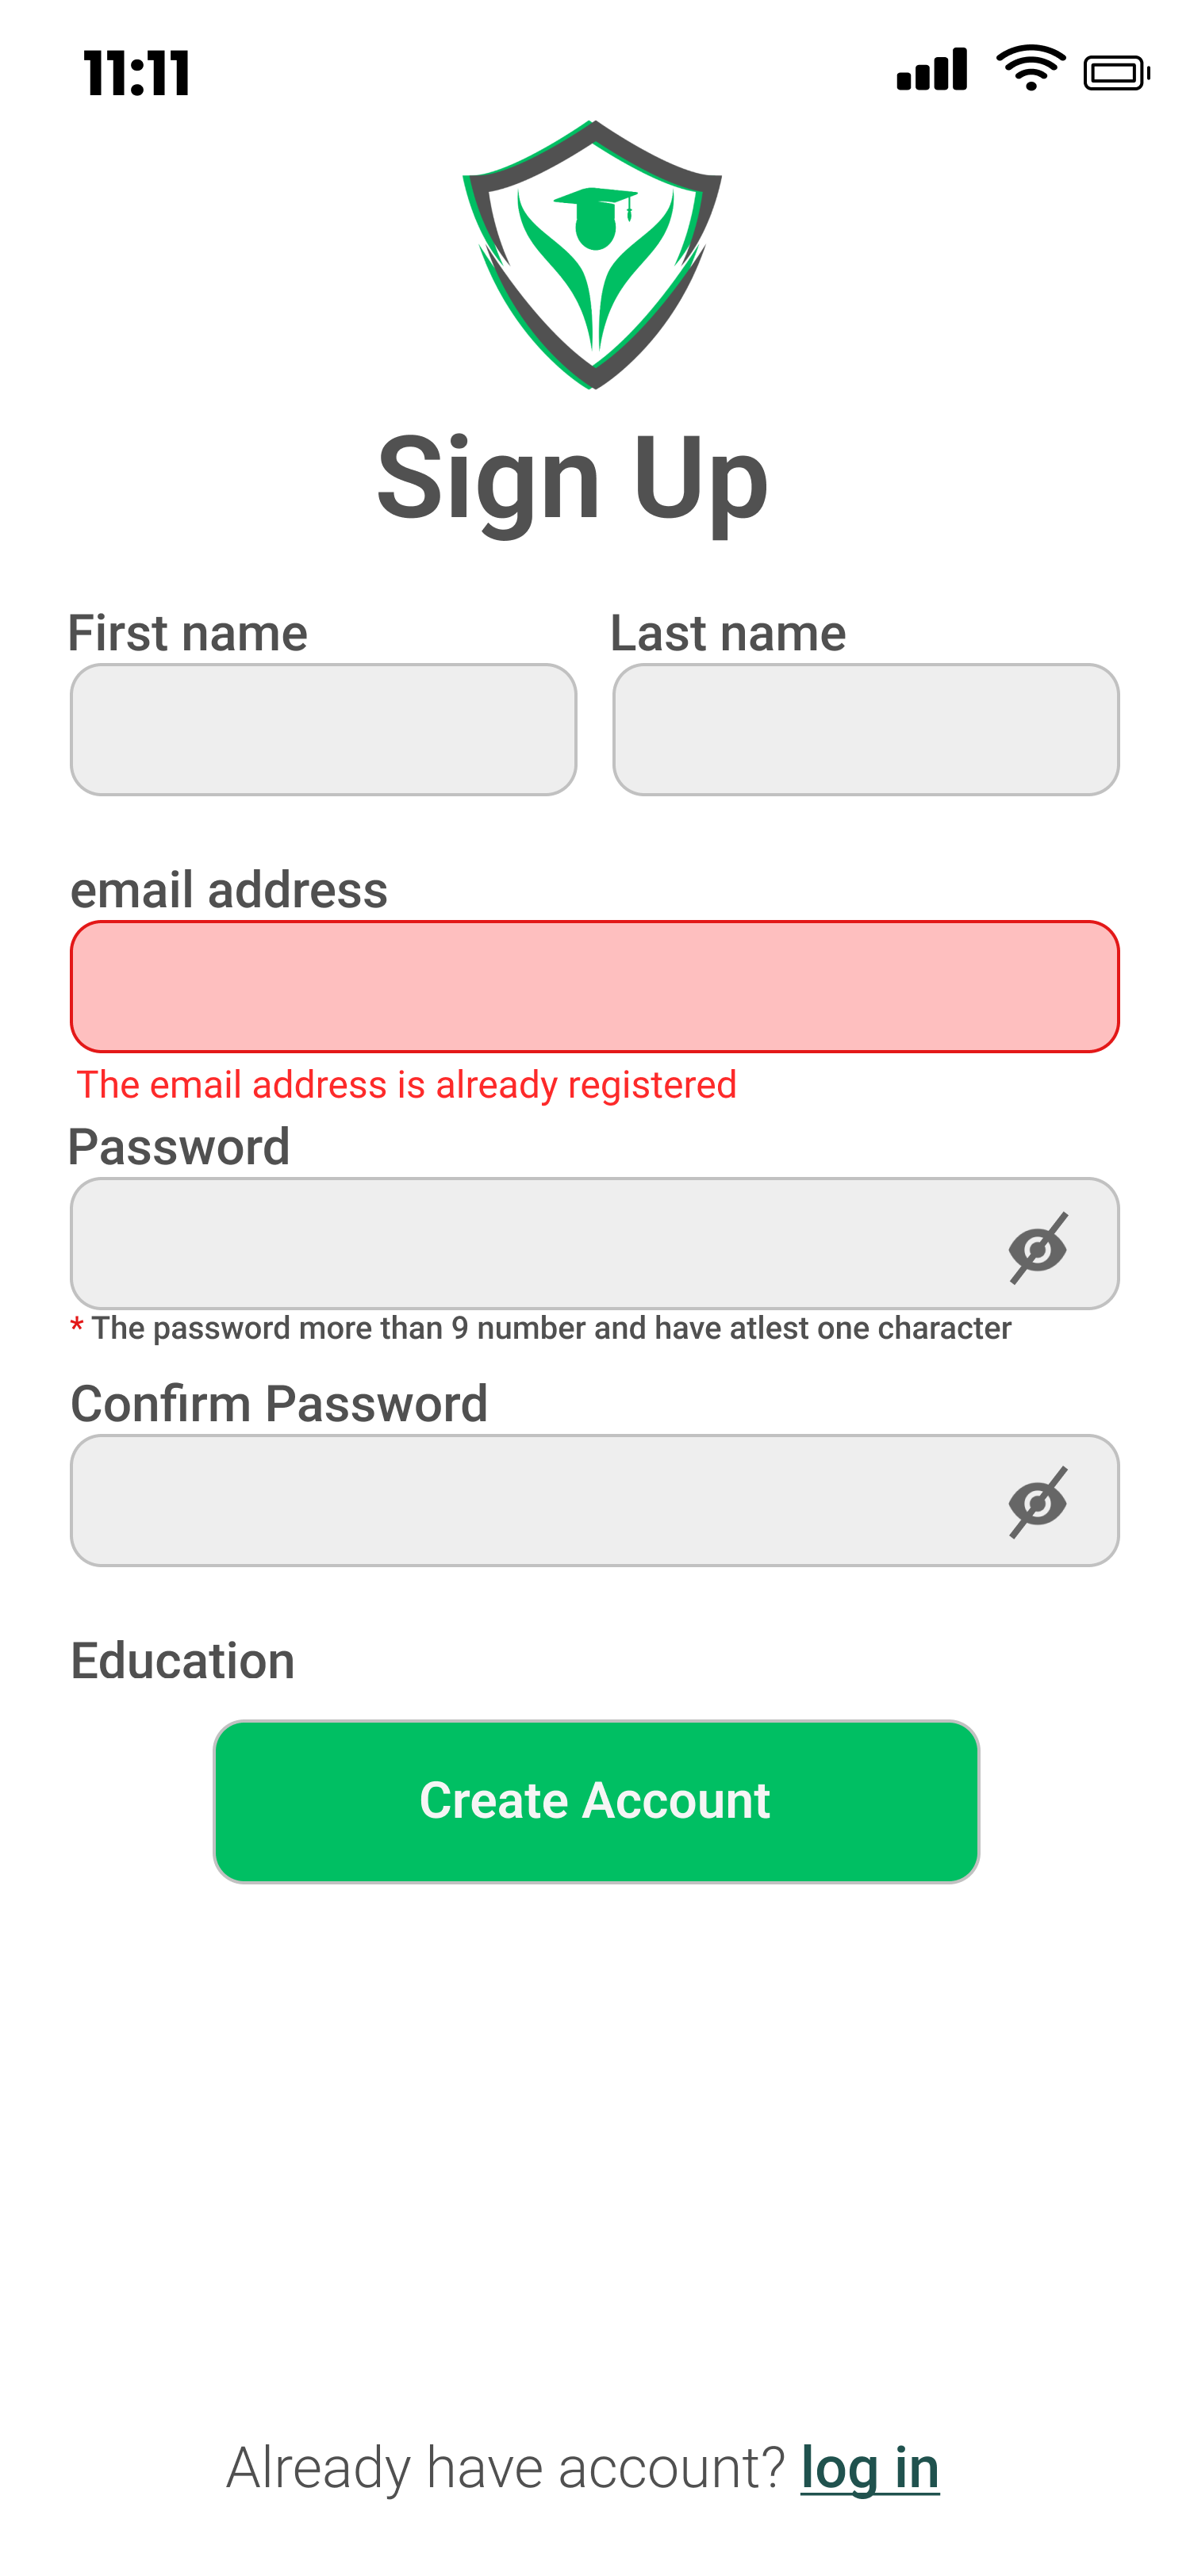 11:11
Sign Up
First name
Last name
email address
The email address is already registered
Password
* The password more than 9 number and have atlest one character
Confirm Password
Education
Create Account
Already have account? log in